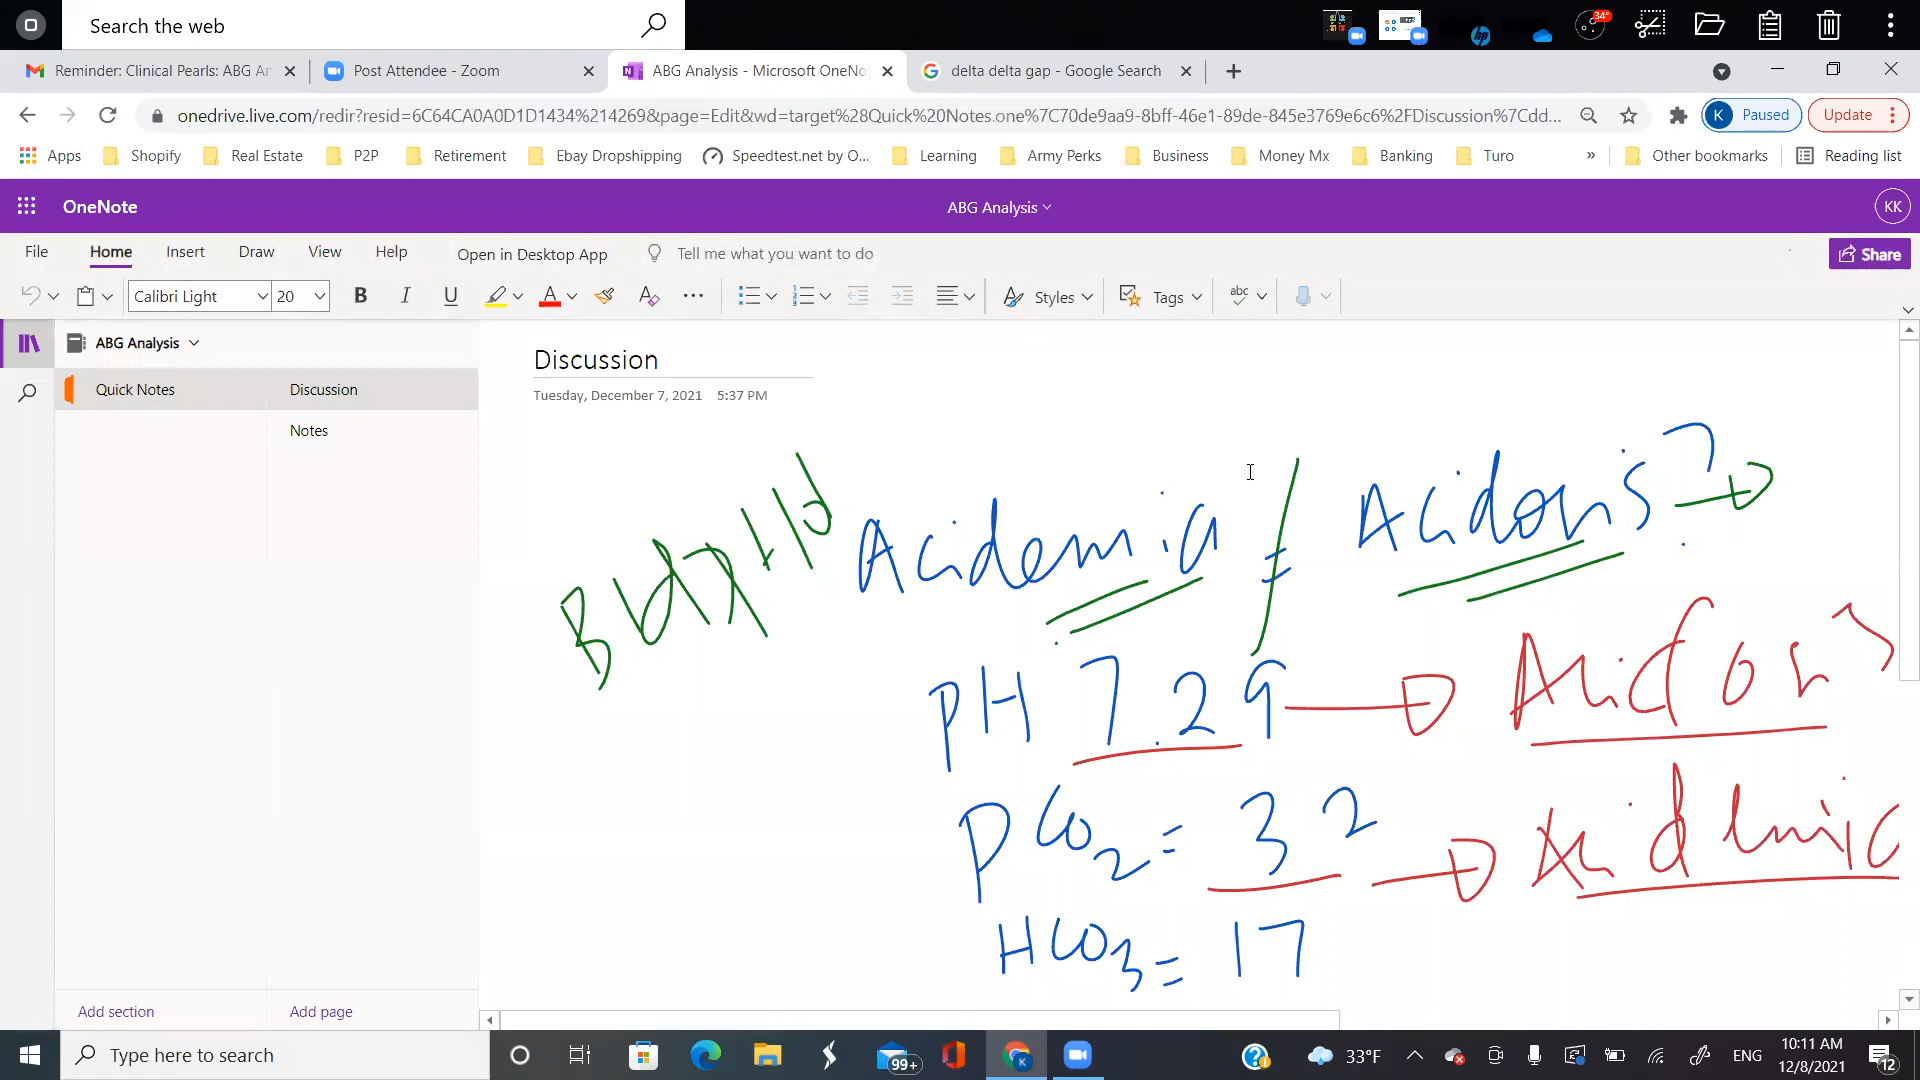 Search the web
34°
Reminder: Clinical Pearls: ABG An
Post Attendee - Zoom
ABG Analysis - Microsoft OneNo
delta delta gap - Google Search
onedrive.live.com/redir?resid=6C64CA0A0D1D1434%214269&page=Edit&wd=target%28Quick%20Notes.one%7C70de9aa9-8bff-46e1-89de-845e3769e6c6%2FDiscussion%7Cdd...
K Paused
Update
Apps
Shopify
Real Estate
P2P
Retirement
Ebay Dropshipping
Speedtest.net by O...
Learning
Army Perks
Business
Money Mx
Banking
Turo
»
Other bookmarks
Reading list
OneNote
ABG Analysis
KK
File
Home
Insert
Draw
View
Help
Open in Desktop App
Tell me what you want to do
Share
Calibri Light
20
B
I
U
Styles
Tags
ABG Analysis
Quick Notes
Discussion
Notes
Discussion
Tuesday, December 7, 2021 5:37 PM
Acidemia = Acidosis?
PH 7.29
PCO2 = 32
HCO3 = 17
Add section
Add page
Type here to search
99+
33°F
ENG
10:11 AM
12/8/2021
12